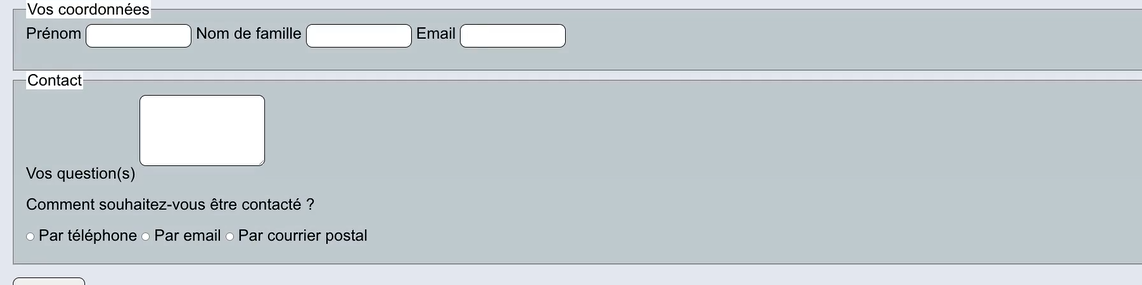 Vos coordonnées
Prénom Nom de famille Email
Contact
Vos question(s)
Comment souhaitez-vous être contacté ?
Par téléphone Par email Par courrier postal